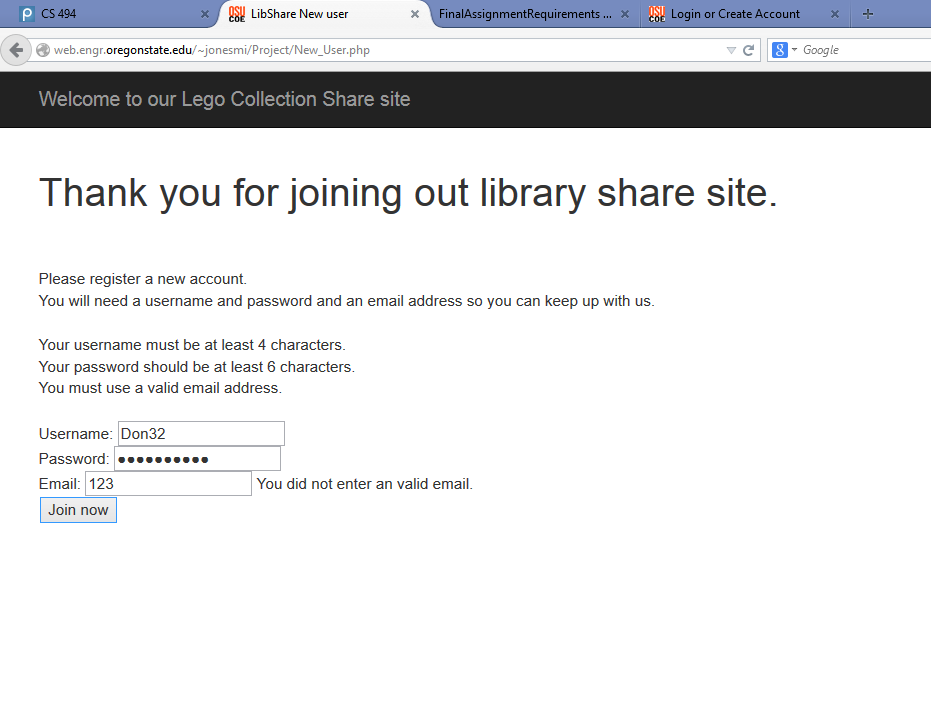 CS 494
OSU COE LibShare New user
FinalAssignmentRequirements ...
OSU COE Login or Create Account
web.engr.oregonstate.edu/~jonesmi/Project/New_User.php
Google
Welcome to our Lego Collection Share site
Thank you for joining out library share site.
Please register a new account.
You will need a username and password and an email address so you can keep up with us.
Your username must be at least 4 characters.
Your password should be at least 6 characters.
You must use a valid email address.
Username: Don32
Password: ●●●●●●●●●●
Email: 123 You did not enter an valid email.
Join now